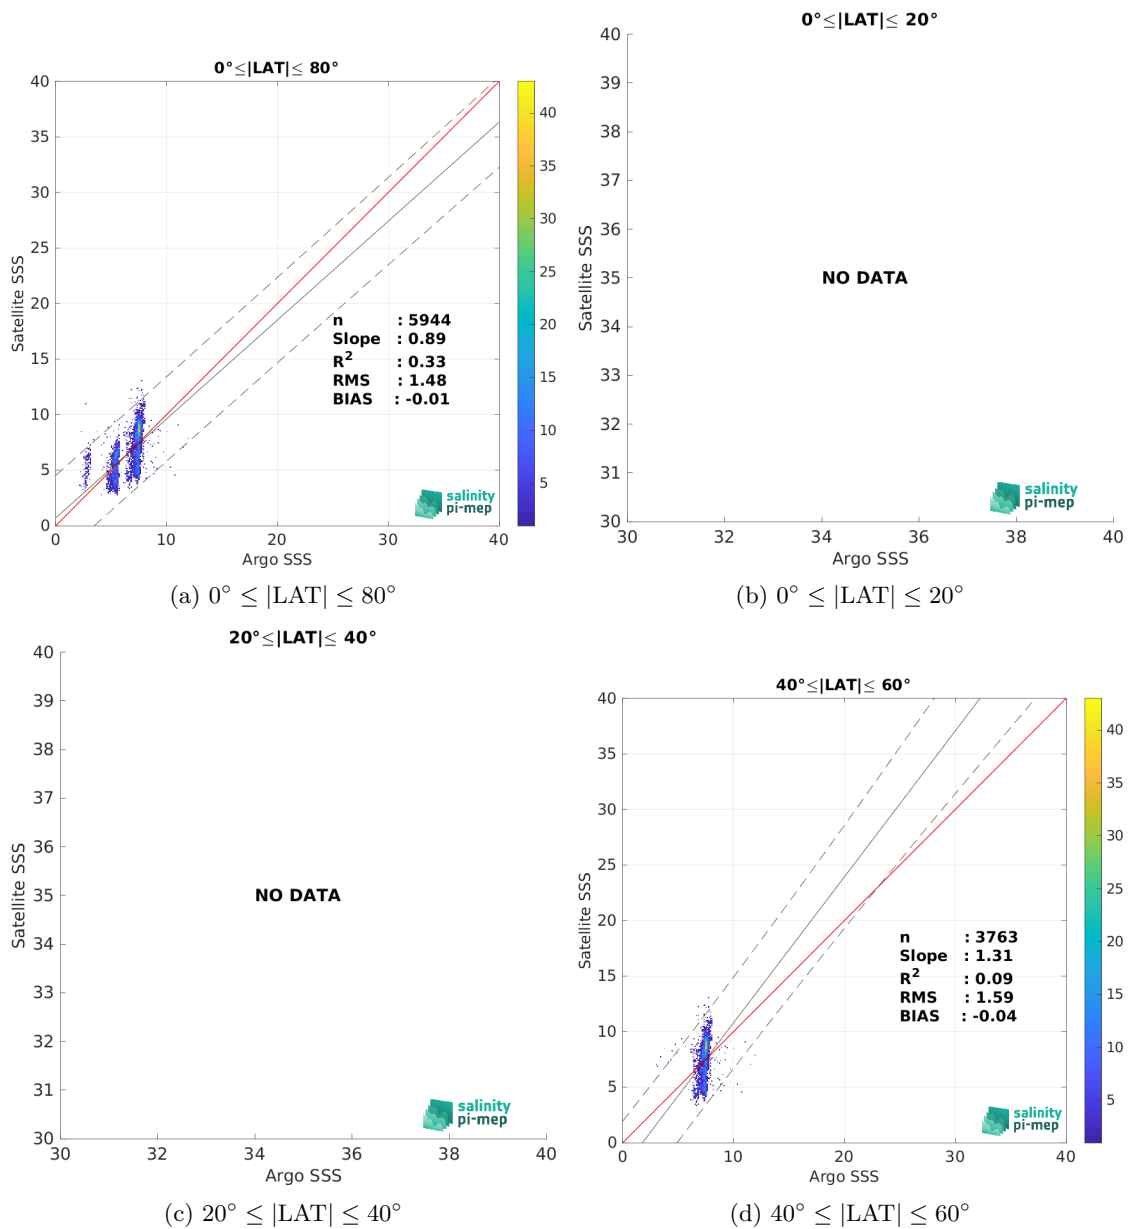 0°≤|LAT|≤ 80°
40
35
30
25
20
15
10
5
0
0
10
20
30
40
Satellite SSS
Argo SSS
n : 5944
Slope : 0.89
R² : 0.33
RMS : 1.48
BIAS : -0.01
salinity
pi-mep
40
35
30
25
20
15
10
5
(a) 0° ≤ |LAT| ≤ 80°
0°≤|LAT|≤ 20°
40
39
38
37
36
35
34
33
32
31
30
30
32
34
36
38
40
Satellite SSS
NO DATA
Argo SSS
salinity
pi-mep
(b) 0° ≤ |LAT| ≤ 20°
20°≤|LAT|≤ 40°
40
39
38
37
36
35
34
33
32
31
30
30
32
34
36
38
40
Satellite SSS
NO DATA
Argo SSS
salinity
pi-mep
(c) 20° ≤ |LAT| ≤ 40°
40°≤|LAT|≤ 60°
40
35
30
25
20
15
10
5
0
0
10
20
30
40
Satellite SSS
Argo SSS
n : 3763
Slope : 1.31
R² : 0.09
RMS : 1.59
BIAS : -0.04
salinity
pi-mep
40
35
30
25
20
15
10
5
(d) 40° ≤ |LAT| ≤ 60°